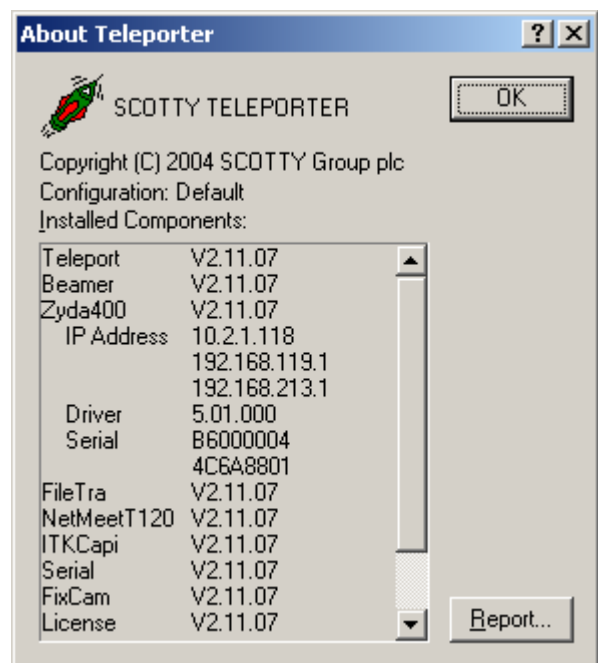 About Teleporter
SCOTTY TELEPORTER
OK
Copyright (C) 2004 SCOTTY Group plc
Configuration: Default
Installed Components:
Teleport V2.11.07
Beamer V2.11.07
Zyda400 V2.11.07
IP Address 10.2.1.118
192.168.119.1
192.168.213.1
Driver 5.01.000
Serial B6000004
4C6A8801
FileTra V2.11.07
NetMeetT120 V2.11.07
ITKCapi V2.11.07
Serial V2.11.07
FixCam V2.11.07
License V2.11.07
Report...